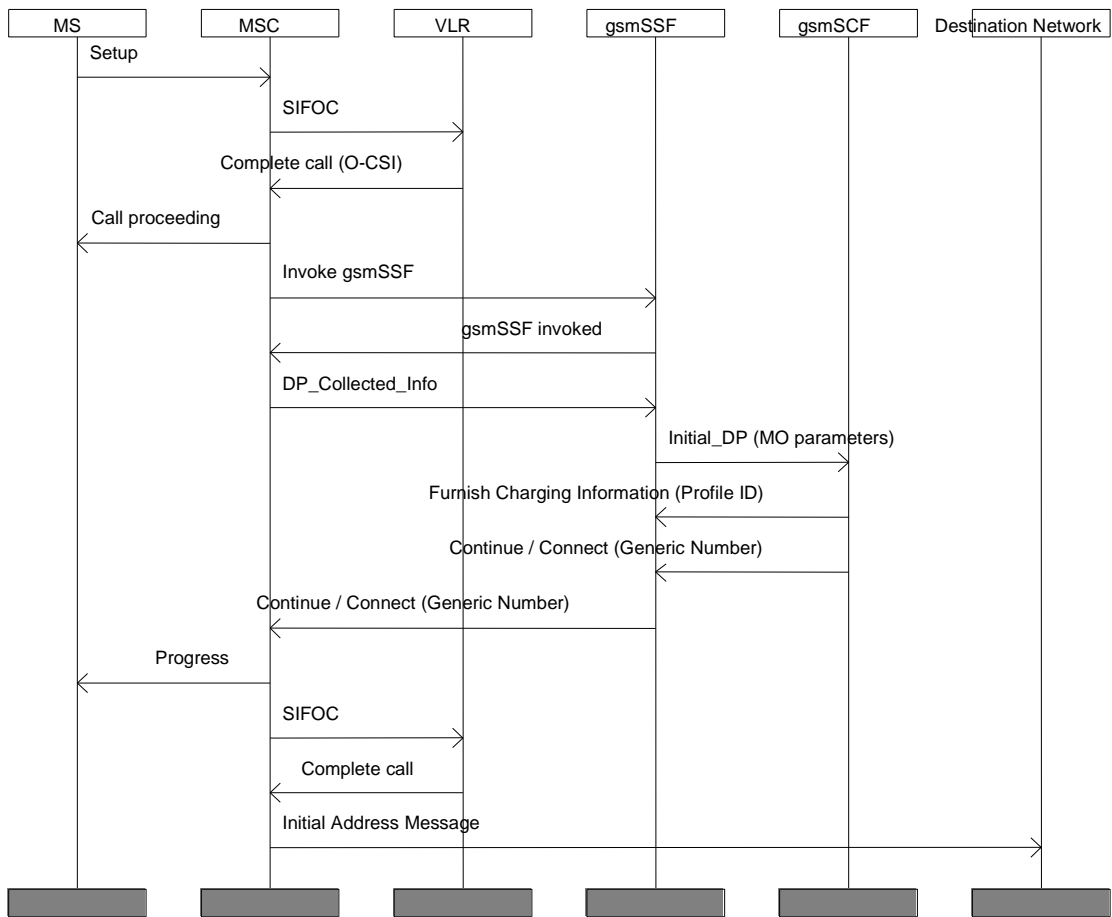 MS MSC VLR gsmSSF gsmSCF Destination Network
Setup
SIFOC
Complete call (O-CSI)
Call proceeding
Invoke gsmSSF
gsmSSF invoked
DP_Collected_Info
Initial_DP (MO parameters)
Furnish Charging Information (Profile ID)
Continue / Connect (Generic Number)
Continue / Connect (Generic Number)
Progress
SIFOC
Complete call
Initial Address Message